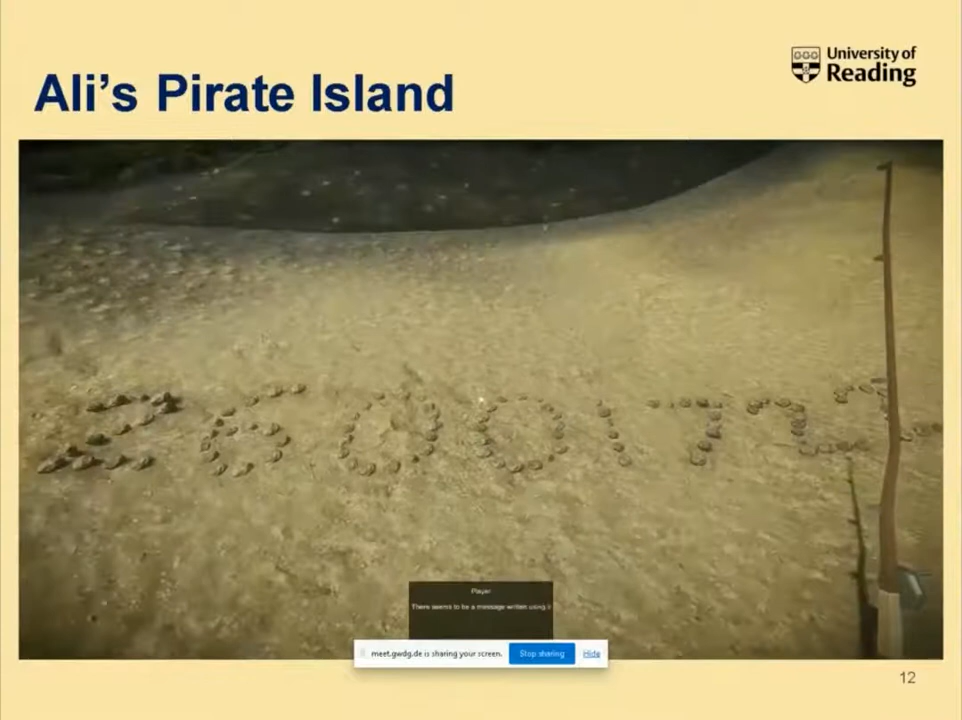 University of
Reading
Ali's Pirate Island
2600172
Player
There seems to be a message written using
meet.gwdg.de is sharing your screen.
Stop sharing
Hide
12